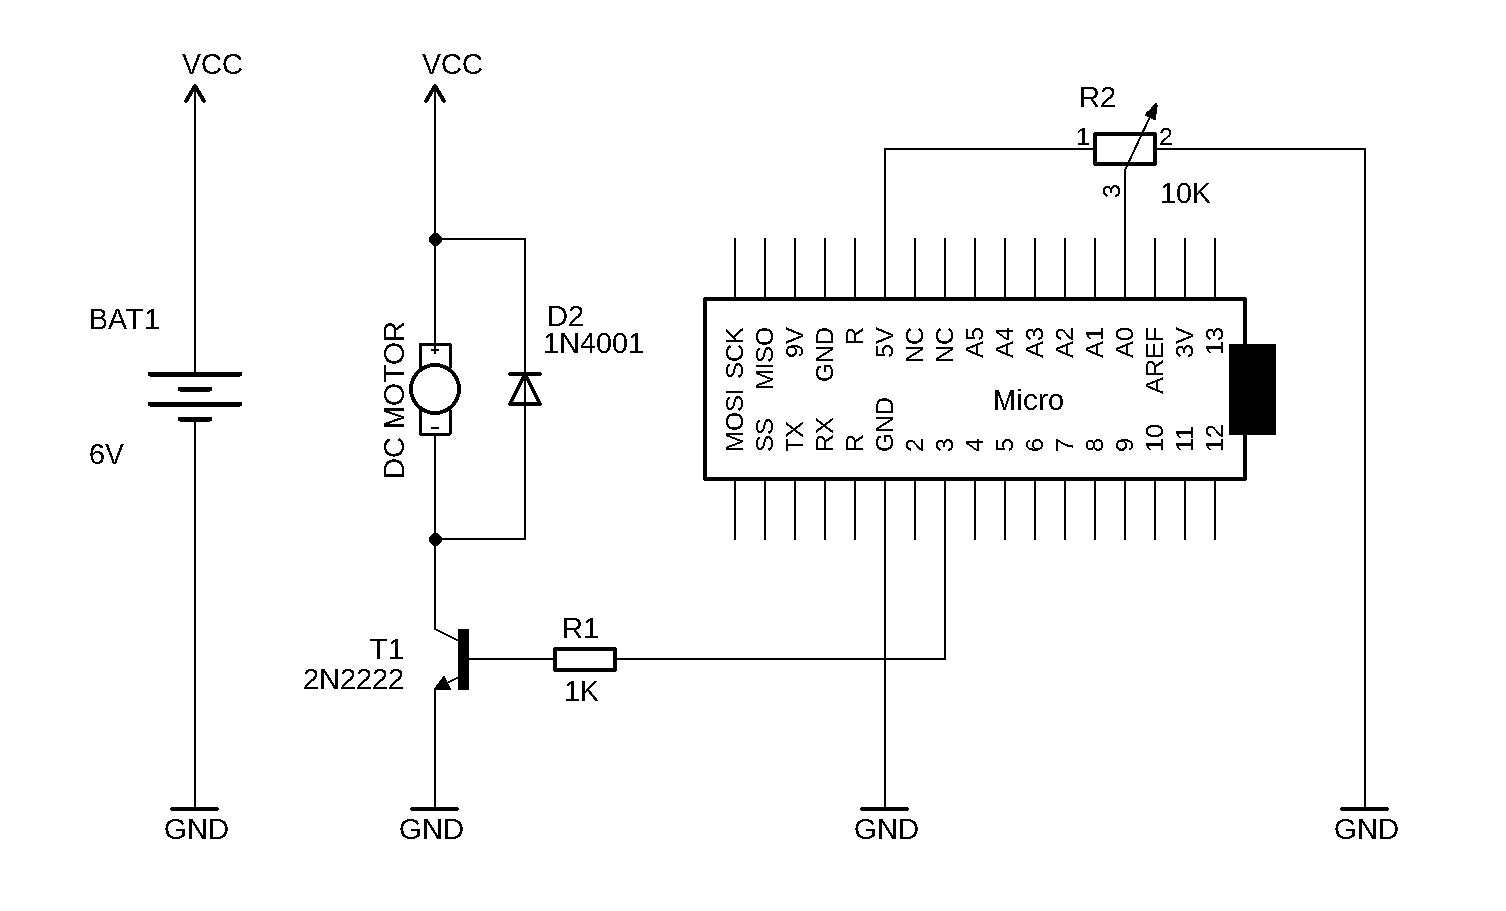 VCC
VCC
R2
1
2
3
10K
BAT1
6V
DC MOTOR
+
-
D2
1N4001
SCK
MISO
9V
GND
R
5V
NC
NC
A5
A4
A3
A2
A1
A0
AREF
3V
13
Micro
MOSI
SS
TX
RX
R
GND
2
3
4
5
6
7
8
9
10
11
12
T1
2N2222
R1
1K
GND
GND
GND
GND